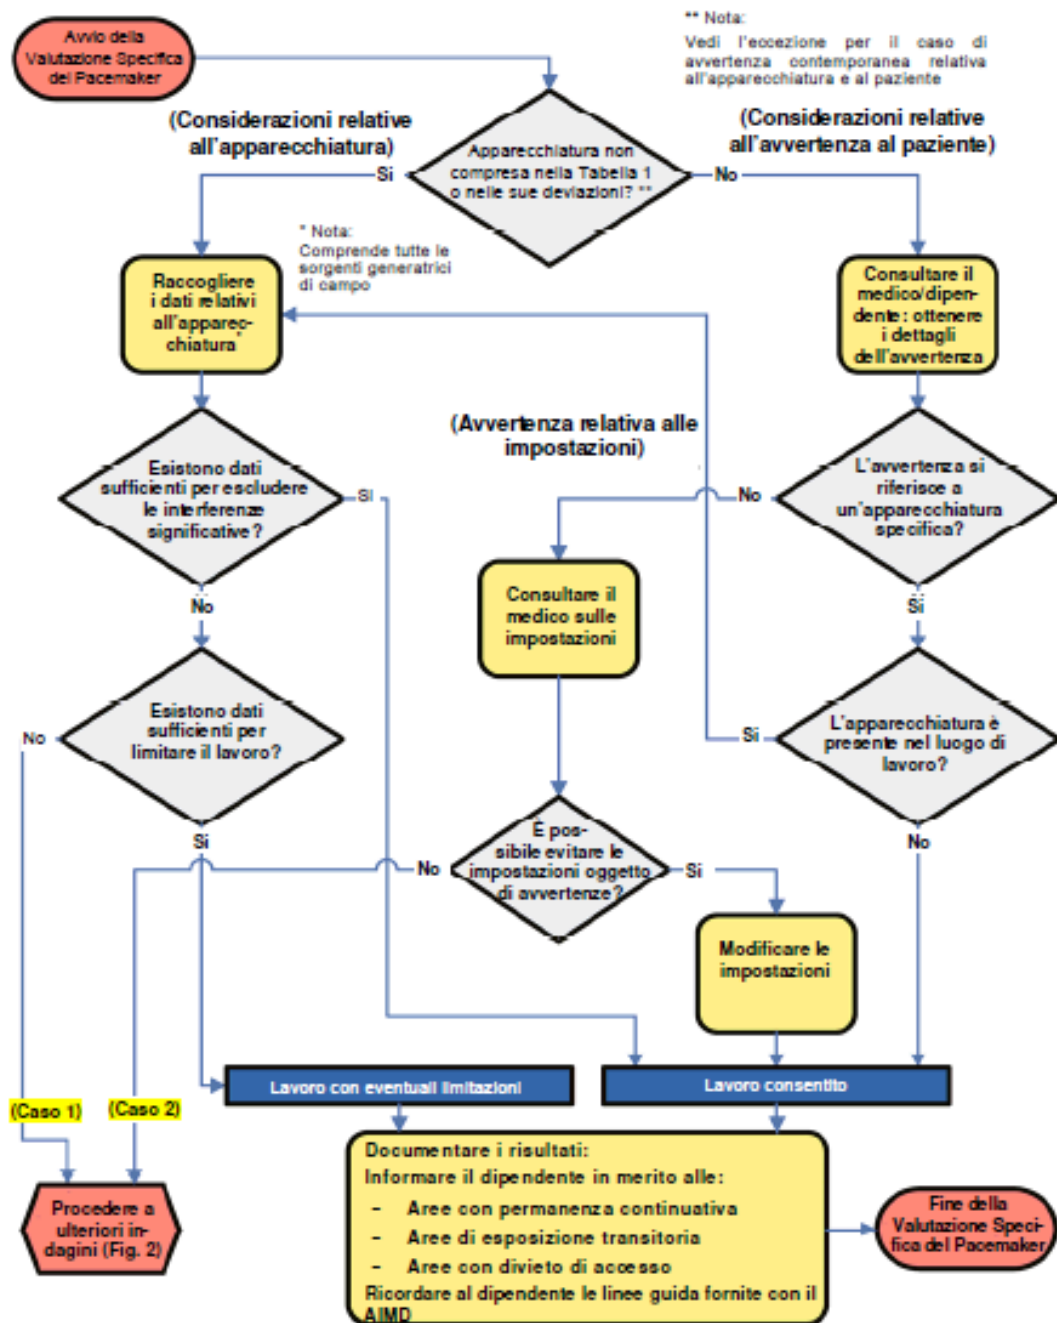 Avvio della
Valutazione Specifica
del Pacemaker
** Nota:
Vedi l'eccezione per il caso di
avvertenza contemporanea relativa
all'apparecchiatura e al paziente
(Considerazioni relative
all'apparecchiatura)
(Considerazioni relative
all'avvertenza al paziente)
Apparecchiatura non
compresa nella Tabella 1
o nelle sue deviazioni? **
Si
No
* Nota:
Comprende tutte le
sorgenti generatrici
di campo
Raccogliere
i dati relativi
all'apparec-
chiatura*
Consultare il
medico/dipen-
dente: ottenere
i dettagli
dell'avvertenza
(Avvertenza relativa alle
impostazioni)
Esistono dati
sufficienti per escludere
le interferenze
significative?
Si
No
L'avvertenza si
riferisce a
un'apparecchiatura
specifica?
No
Si
Consultare il
medico sulle
impostazioni
Esistono dati
sufficienti per
limitare il lavoro?
No
Si
L'apparecchiatura è
presente nel luogo di
lavoro?
Si
No
È pos-
sibile evitare le
impostazioni oggetto
di avvertenze?
No
Si
Modificare le
impostazioni
Lavoro con eventuali limitazioni
Lavoro consentito
(Caso 1)
(Caso 2)
Procedere a
ulteriori in-
dagini (Fig. 2)
Documentare i risultati:
Informare il dipendente in merito alle:
- Aree con permanenza continuativa
- Aree di esposizione transitoria
- Aree con divieto di accesso
Ricordare al dipendente le linee guida fornite con il
AIMD
Fine della
Valutazione Speci-
fica del Pacemaker